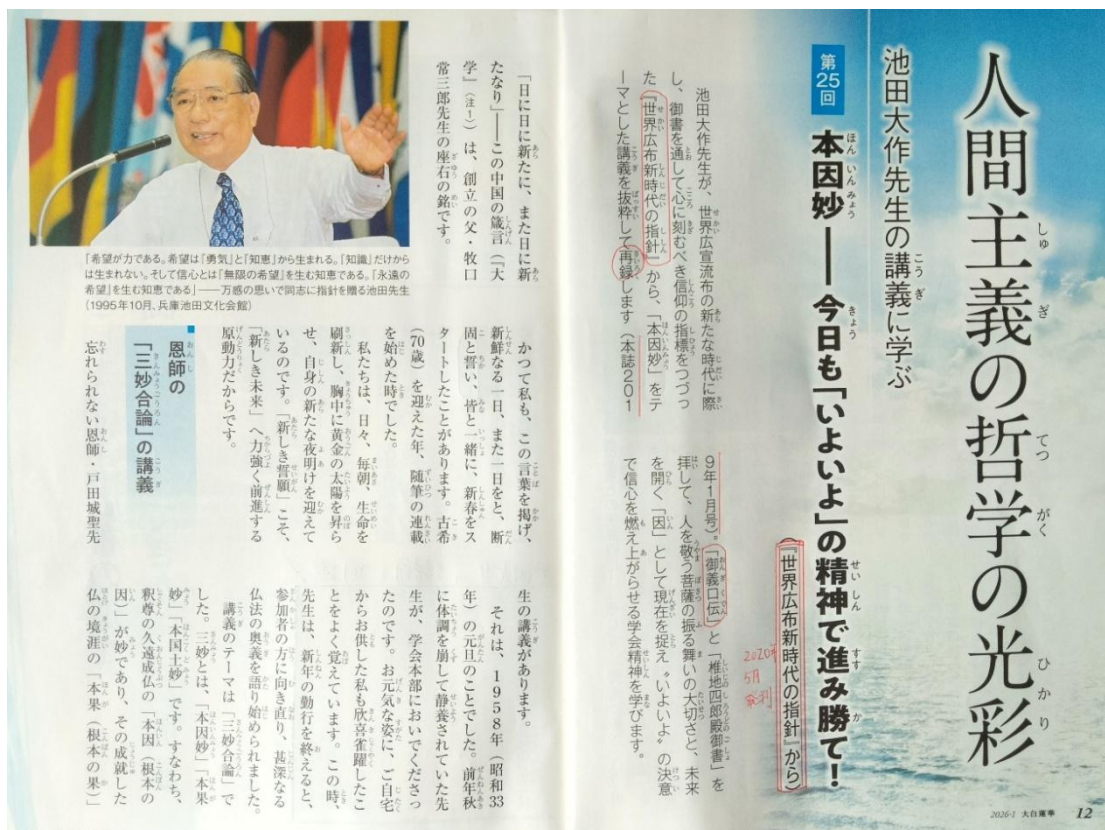 人間主義の哲学の光彩
池田大作先生の講義に学ぶ
第25回
本因妙——今日も「いよいよ」の精神で進み勝て！
（『世界広布新時代の指針』から）
2020年
5月
発刊
池田大作先生が、世界広宣流布の新たな時代に際
し、御書を通して心に刻むべき信仰の指標をつづっ
た『世界広布新時代の指針』から、「本因妙」をテ
ーマとした講義を抜粋して再録します（本誌201
9年1月号）。「御義口伝」と「椎地四郎殿御書」を
拝して、人を敬う菩薩の振る舞いの大切さと、未来
を開く「因」として現在を捉え〝いよいよ〟の決意
で信心を燃え上がらせる学会精神を学びます。
「日に日に新たに、また日に新
たなり」——この中国の箴言（『大
学』〈注1〉）は、創立の父・牧口
常三郎先生の座右の銘です。
「希望が力である。希望は『勇気』と『知恵』から生まれる。『知識』だけから
は生まれない。そして信心とは『無限の希望』を生む知恵である。『永遠の
希望』を生む知恵である」——万感の思いで同志に指針を贈る池田先生
（1995年10月、兵庫池田文化会館）
かつて私も、この言葉を掲げ、
新鮮なる一日、また一日をと、断
固と誓い、皆と一緒に、新春をス
タートしたことがあります。古希
（70歳）を迎えた年、随筆の連載
を始めた時でした。
私たちは、日々、毎朝、生命を
刷新し、胸中に黄金の太陽を昇ら
せ、自身の新たな夜明けを迎えて
いるのです。「新しき誓願」こそ、
「新しき未来」へ力強く前進する
原動力だからです。
恩師の
「三妙合論」の講義
忘れられない恩師・戸田城聖先
生の講義があります。
それは、1958年（昭和33
年）の元旦のことでした。前年秋
に体調を崩して静養されていた先
生が、学会本部においでくださっ
たのです。お元気な姿に、ご自宅
からお供した私も欣喜雀躍したこ
とをよく覚えています。この時、
先生は、新年の勤行を終えると、
参加者の方に向き直り、甚深なる
仏法の奥義を語り始められました。
講義のテーマは「三妙合論」で
した。三妙とは、「本因妙」「本果
妙」「本国土妙」です。すなわち、
釈尊の久遠成仏の「本因（根本の
因）」が妙であり、その成就した
仏の境涯の「本果（根本の果）」
2026・1 大白蓮華 12